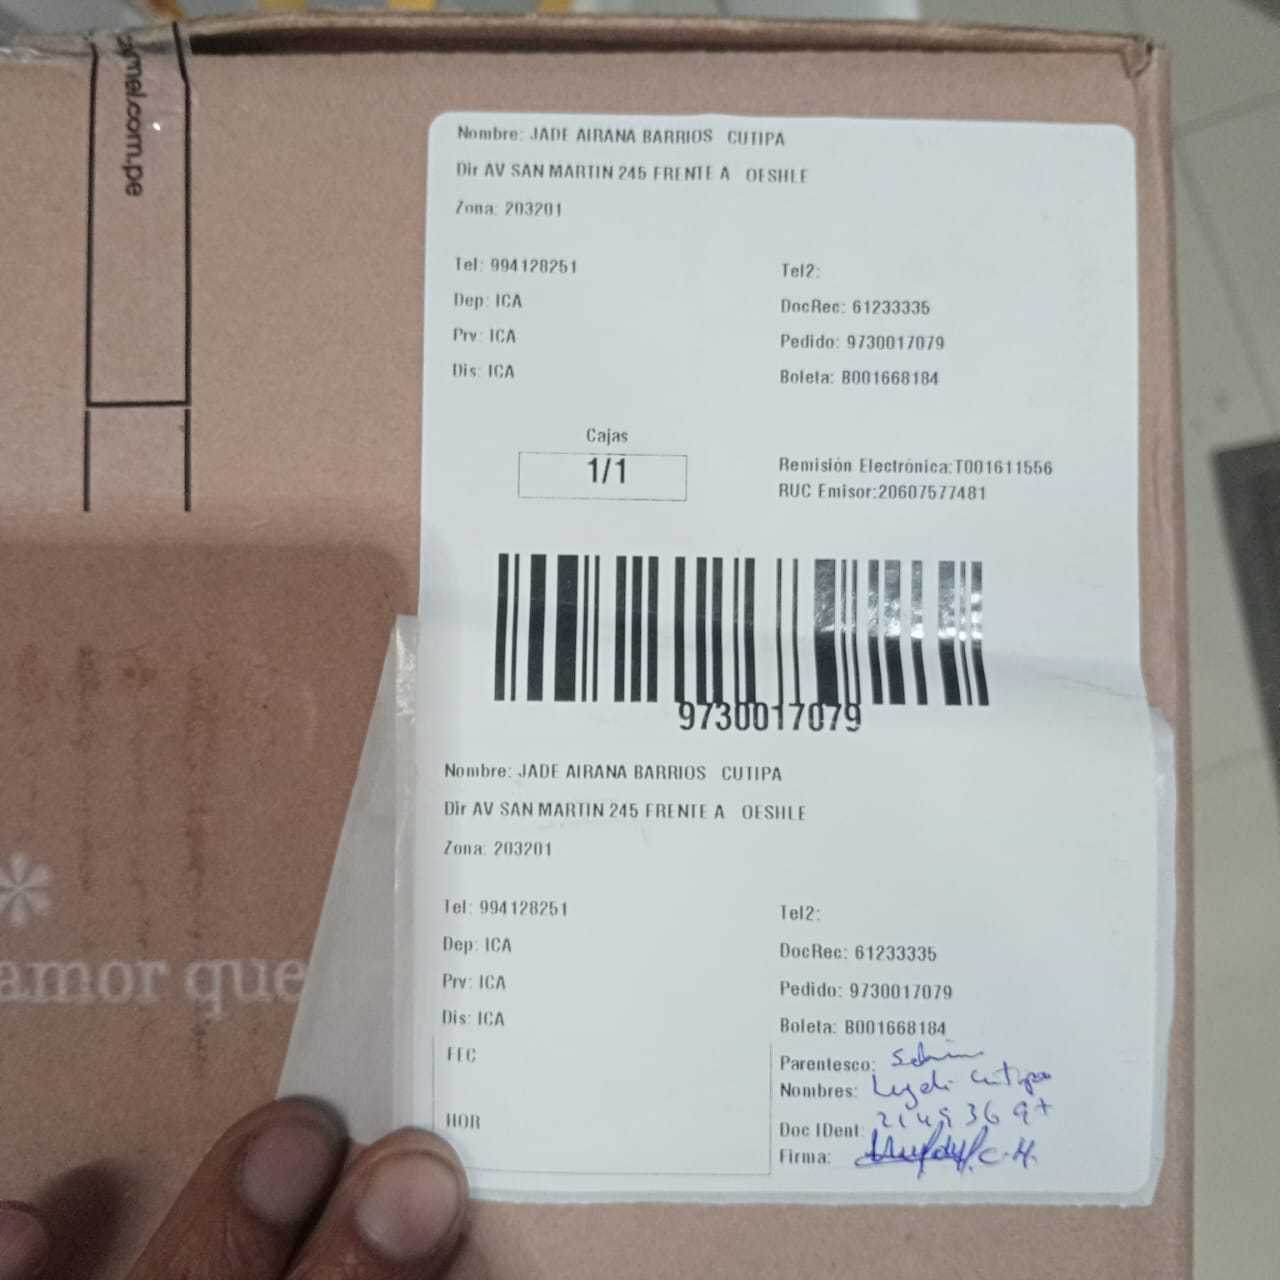 amel.com.pe
Nombre: JADE AIRANA BARRIOS CUTIPA
Dir AV SAN MARTIN 245 FRENTE A OESHLE
Zona: 203201
Tel: 994128251 Tel2:
Dep: ICA DocRec: 61233335
Prv: ICA Pedido: 9730017079
Dis: ICA Boleta: B001668184
Cajas
1/1
Remisión Electrónica:T001611556
RUC Emisor:20607577481
9730017079
Nombre: JADE AIRANA BARRIOS CUTIPA
Dir AV SAN MARTIN 245 FRENTE A OESHLE
Zona: 203201
Tel: 994128251 Tel2:
Dep: ICA DocRec: 61233335
Prv: ICA Pedido: 9730017079
Dis: ICA Boleta: B001668184
FEC
HOR
Parentesco:
Nombres: Cutipa
Doc IDent:
Firma:
amor que